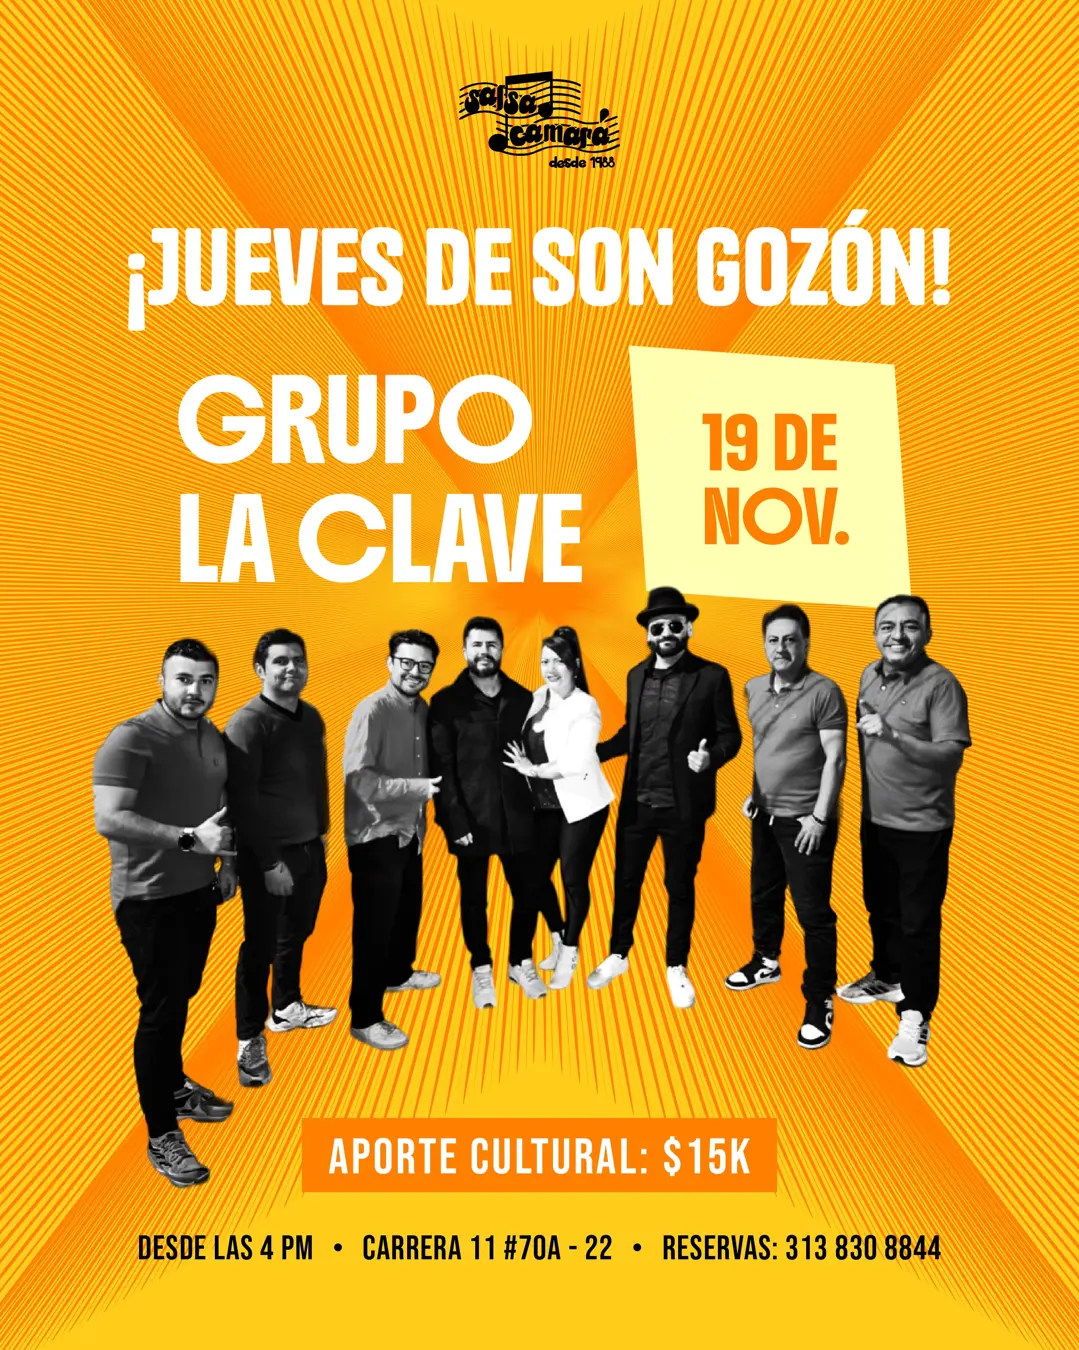 salsa
camará
desde 1988
¡JUEVES DE SON GOZÓN!
GRUPO
LA CLAVE
19 DE
NOV.
APORTE CULTURAL: $15K
DESDE LAS 4 PM • CARRERA 11 #70A - 22 • RESERVAS: 313 830 8844